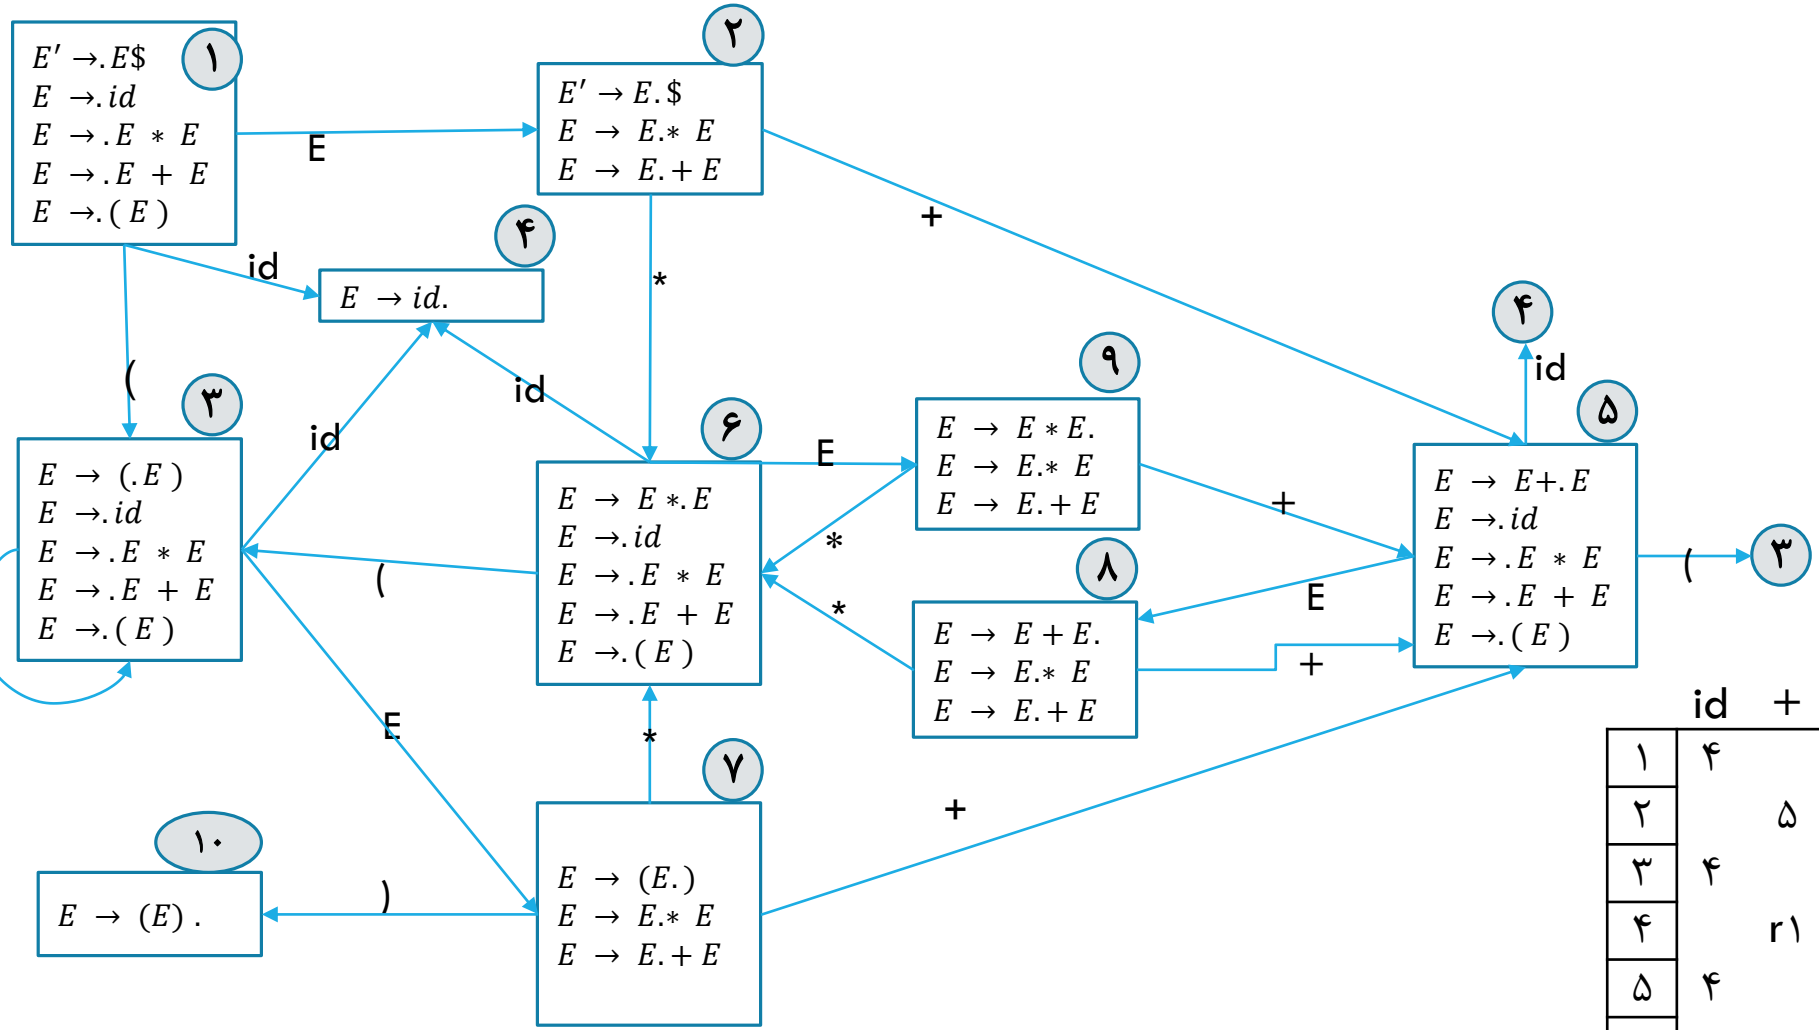 ۱
E′ →.E$
E →.id
E →.E * E
E →.E + E
E →.( E )
E
۲
E′ → E.$
E → E.* E
E → E.+ E
+
id
۴
E → id.
*
(
id
id
۳
E → (.E )
E →.id
E →.E * E
E →.E + E
E →.( E )
(
۶
E → E *.E
E →.id
E →.E * E
E →.E + E
E →.( E )
E
۹
E → E * E.
E → E.* E
E → E.+ E
+
*
*
۸
E → E + E.
E → E.* E
E → E.+ E
E
+
۴
id
۵
E → E+.E
E →.id
E →.E * E
E →.E + E
E →.( E )
(
۳
E
*
۷
E → (E.)
E → E.* E
E → E.+ E
+
)
۱۰
E → (E) .
id +
۱ ۴
۲ ۵
۳ ۴
۴ r۱
۵ ۴